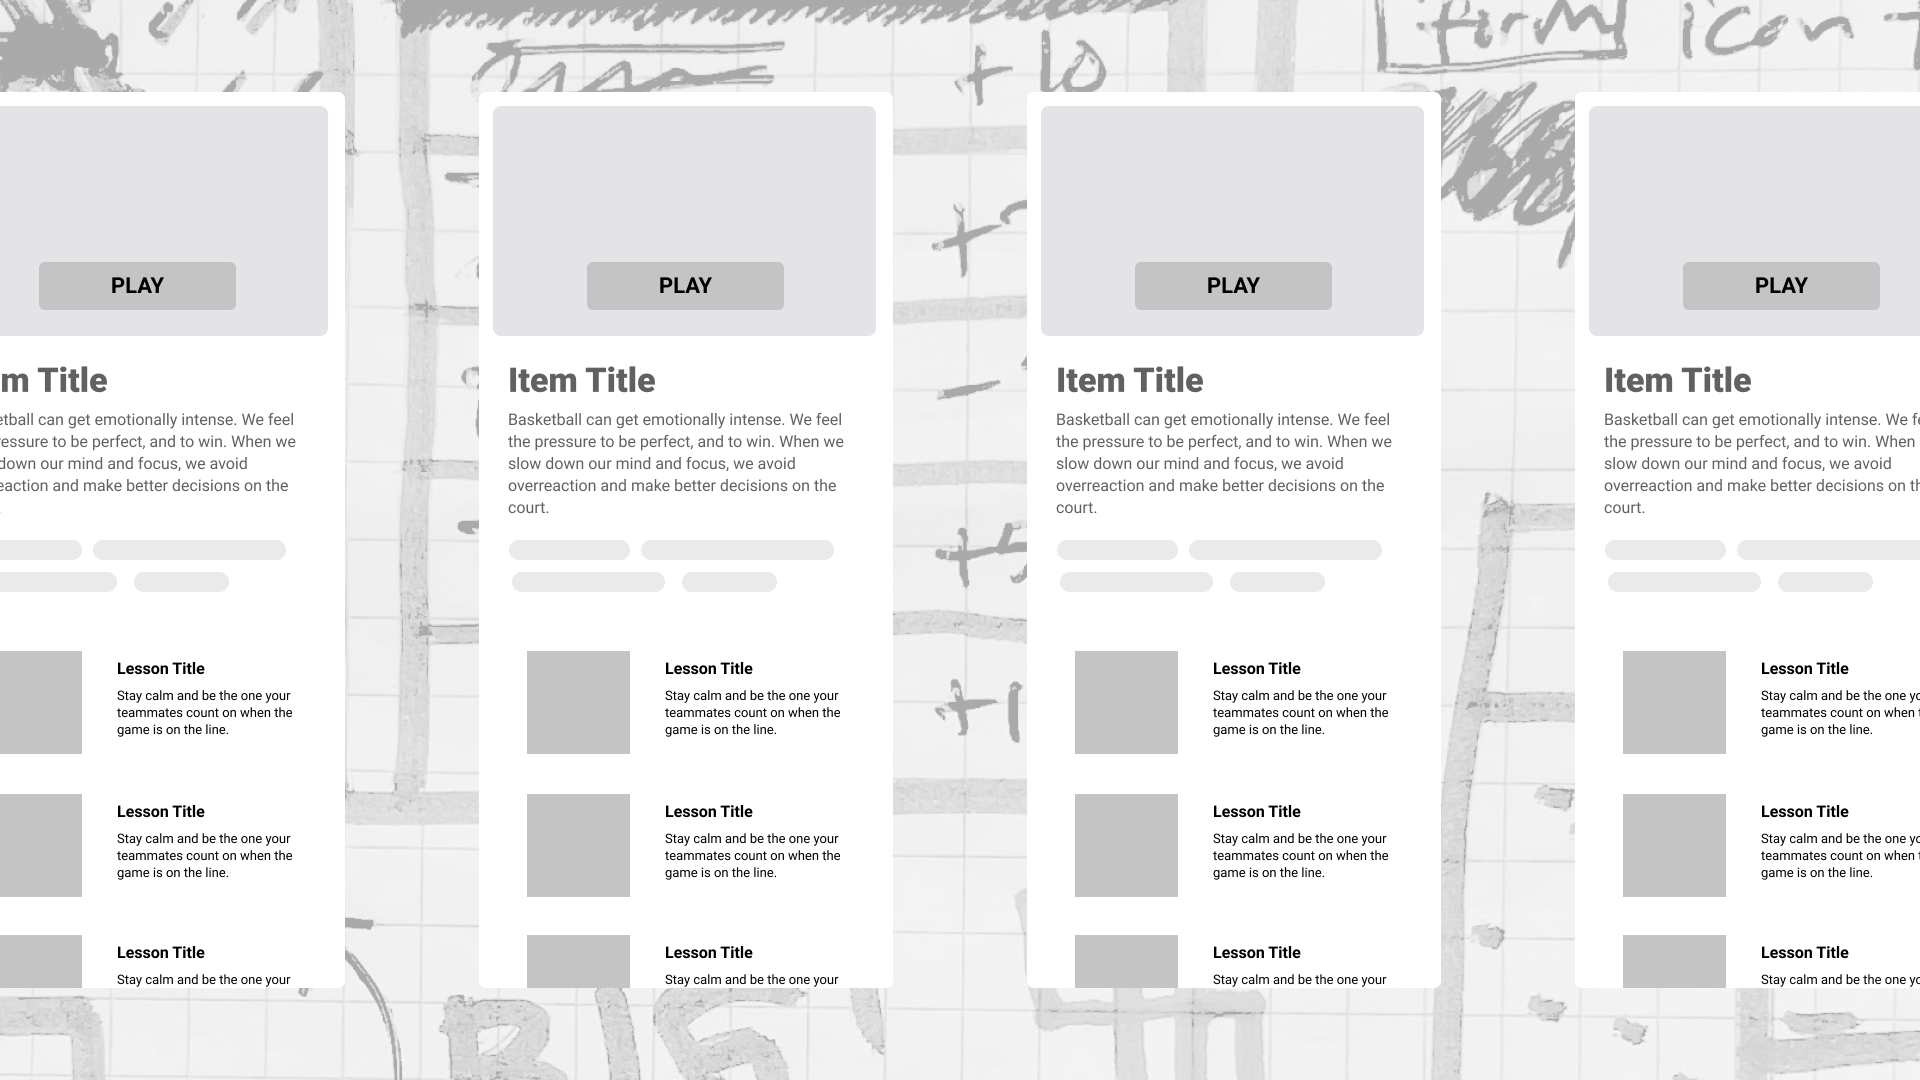 + 10
form
icon +
PLAY
m Title
etball can get emotionally intense. We feel
ressure to be perfect, and to win. When we
down our mind and focus, we avoid
eaction and make better decisions on the
.
Lesson Title
Stay calm and be the one your
teammates count on when the
game is on the line.
Lesson Title
Stay calm and be the one your
teammates count on when the
game is on the line.
Lesson Title
Stay calm and be the one your
PLAY
Item Title
Basketball can get emotionally intense. We feel
the pressure to be perfect, and to win. When we
slow down our mind and focus, we avoid
overreaction and make better decisions on the
court.
Lesson Title
Stay calm and be the one your
teammates count on when the
game is on the line.
Lesson Title
Stay calm and be the one your
teammates count on when the
game is on the line.
Lesson Title
Stay calm and be the one your
PLAY
Item Title
Basketball can get emotionally intense. We feel
the pressure to be perfect, and to win. When we
slow down our mind and focus, we avoid
overreaction and make better decisions on the
court.
Lesson Title
Stay calm and be the one your
teammates count on when the
game is on the line.
Lesson Title
Stay calm and be the one your
teammates count on when the
game is on the line.
Lesson Title
Stay calm and be the one your
PLAY
Item Title
Basketball can get emotionally intense. We fe
the pressure to be perfect, and to win. When
slow down our mind and focus, we avoid
overreaction and make better decisions on th
court.
Lesson Title
Stay calm and be the one yo
teammates count on when t
game is on the line.
Lesson Title
Stay calm and be the one yo
teammates count on when t
game is on the line.
Lesson Title
Stay calm and be the one yo